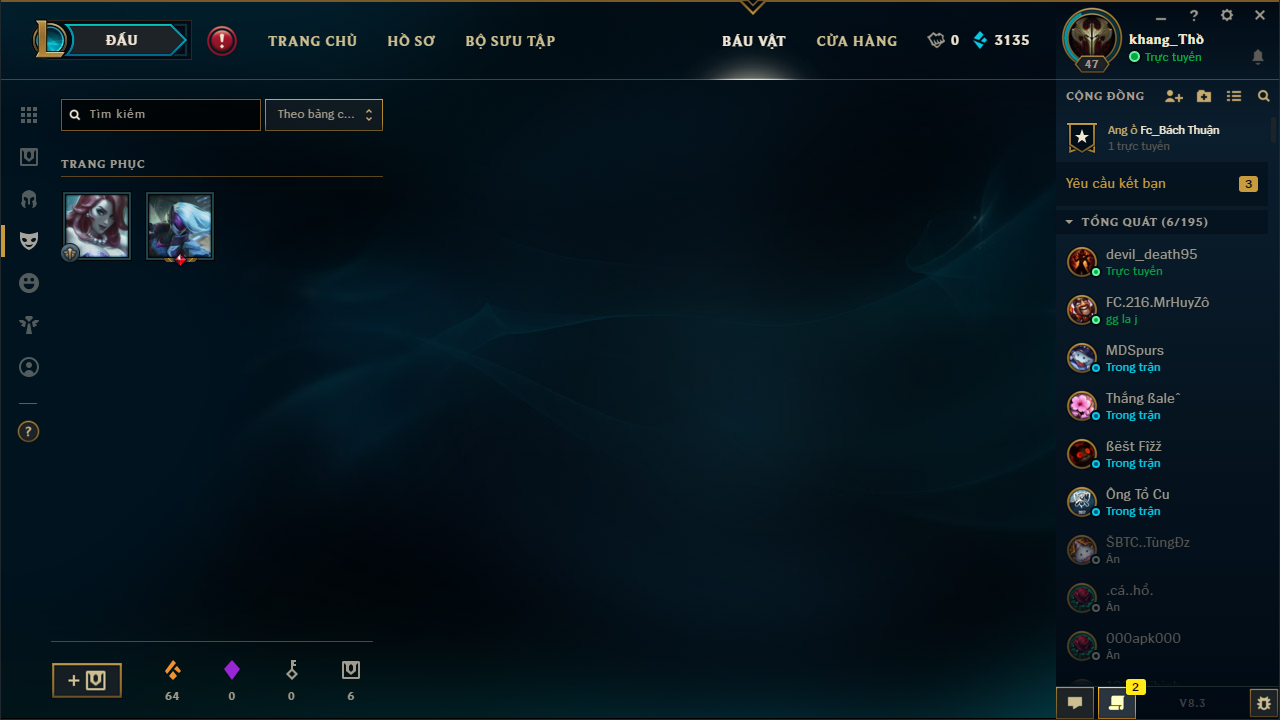 ĐẤU
TRANG CHỦ
HỒ SƠ
BỘ SƯU TẬP
BÁU VẬT
CỬA HÀNG
0
3135
47
khang_Thò
Trực tuyến
Tìm kiếm
Theo bảng c...
TRANG PHỤC
64
0
0
6
CỘNG ĐỒNG
Ang ồ Fc_Bách Thuận
1 trực tuyến
Yêu cầu kết bạn
3
TỔNG QUÁT (6/195)
devil_death95
Trực tuyến
FC.216.MrHuyZô
gg la j
MDSpurs
Trong trận
Thắng ßaleˆ
Trong trận
ßëšt Fîžž
Trong trận
Ông Tổ Cu
Trong trận
ŠBTC..TùngĐz
Ẩn
.cá..hồ.
Ẩn
000apk000
Ẩn
2
V8.3